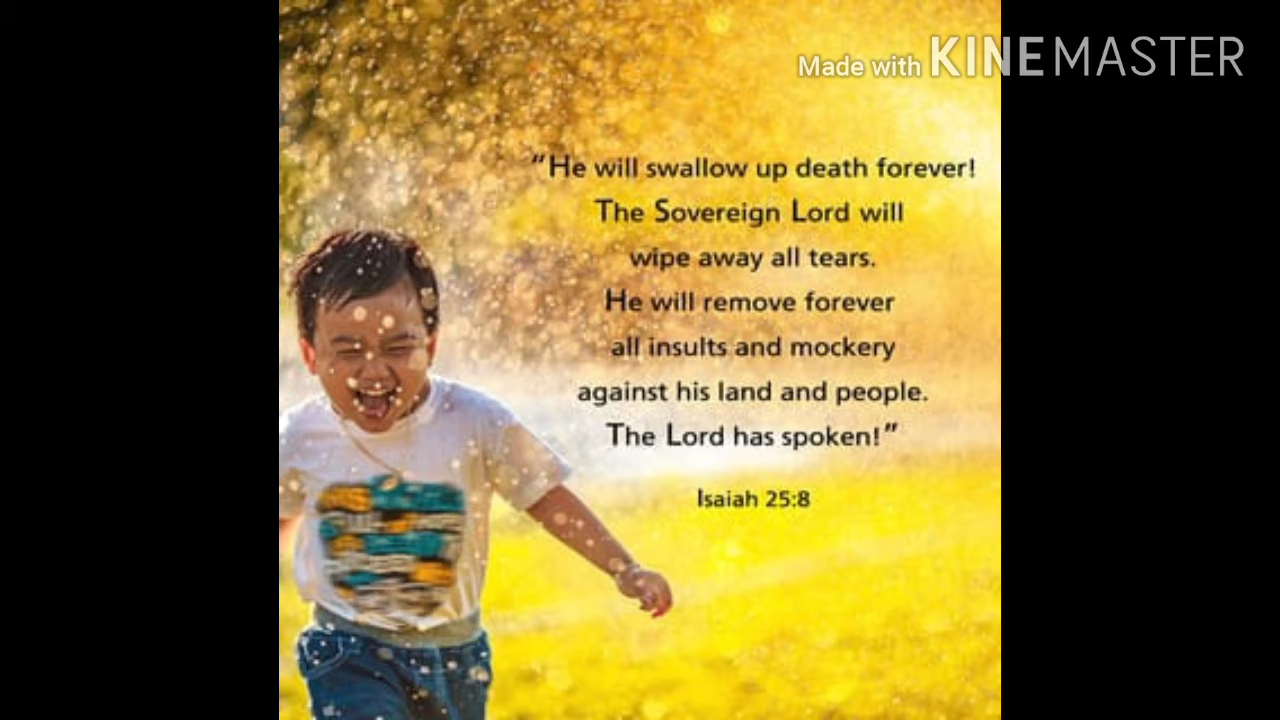 Made with KINEMASTER
“He will swallow up death forever!
The Sovereign Lord will
wipe away all tears.
He will remove forever
all insults and mockery
against his land and people.
The Lord has spoken!”
Isaiah 25:8